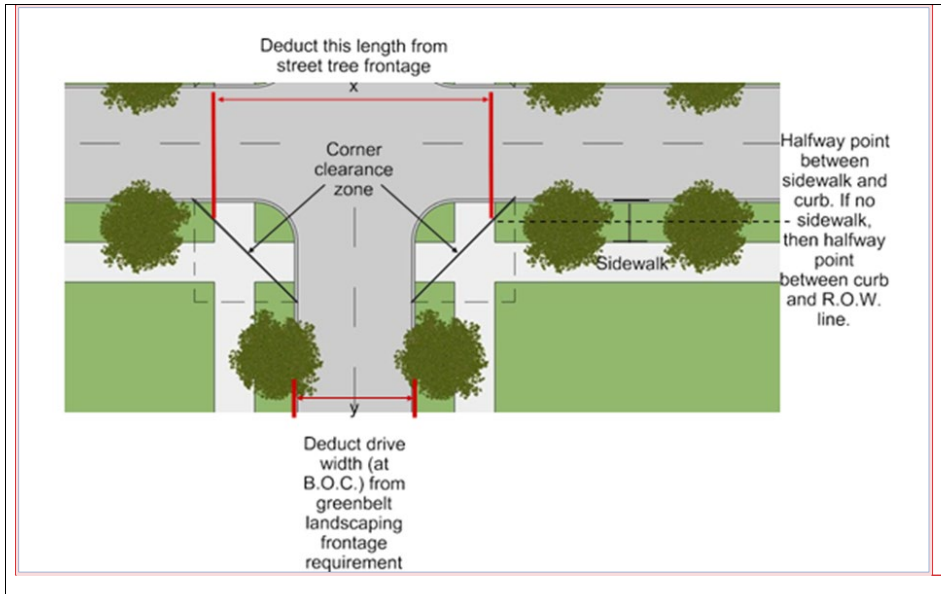 Deduct this length from
street tree frontage
x
Corner
clearance
zone
Halfway point
between
sidewalk and
curb. If no
sidewalk,
then halfway
point
between curb
and R.O.W.
line.
Sidewalk
y
Deduct drive
width (at
B.O.C.) from
greenbelt
landscaping
frontage
requirement